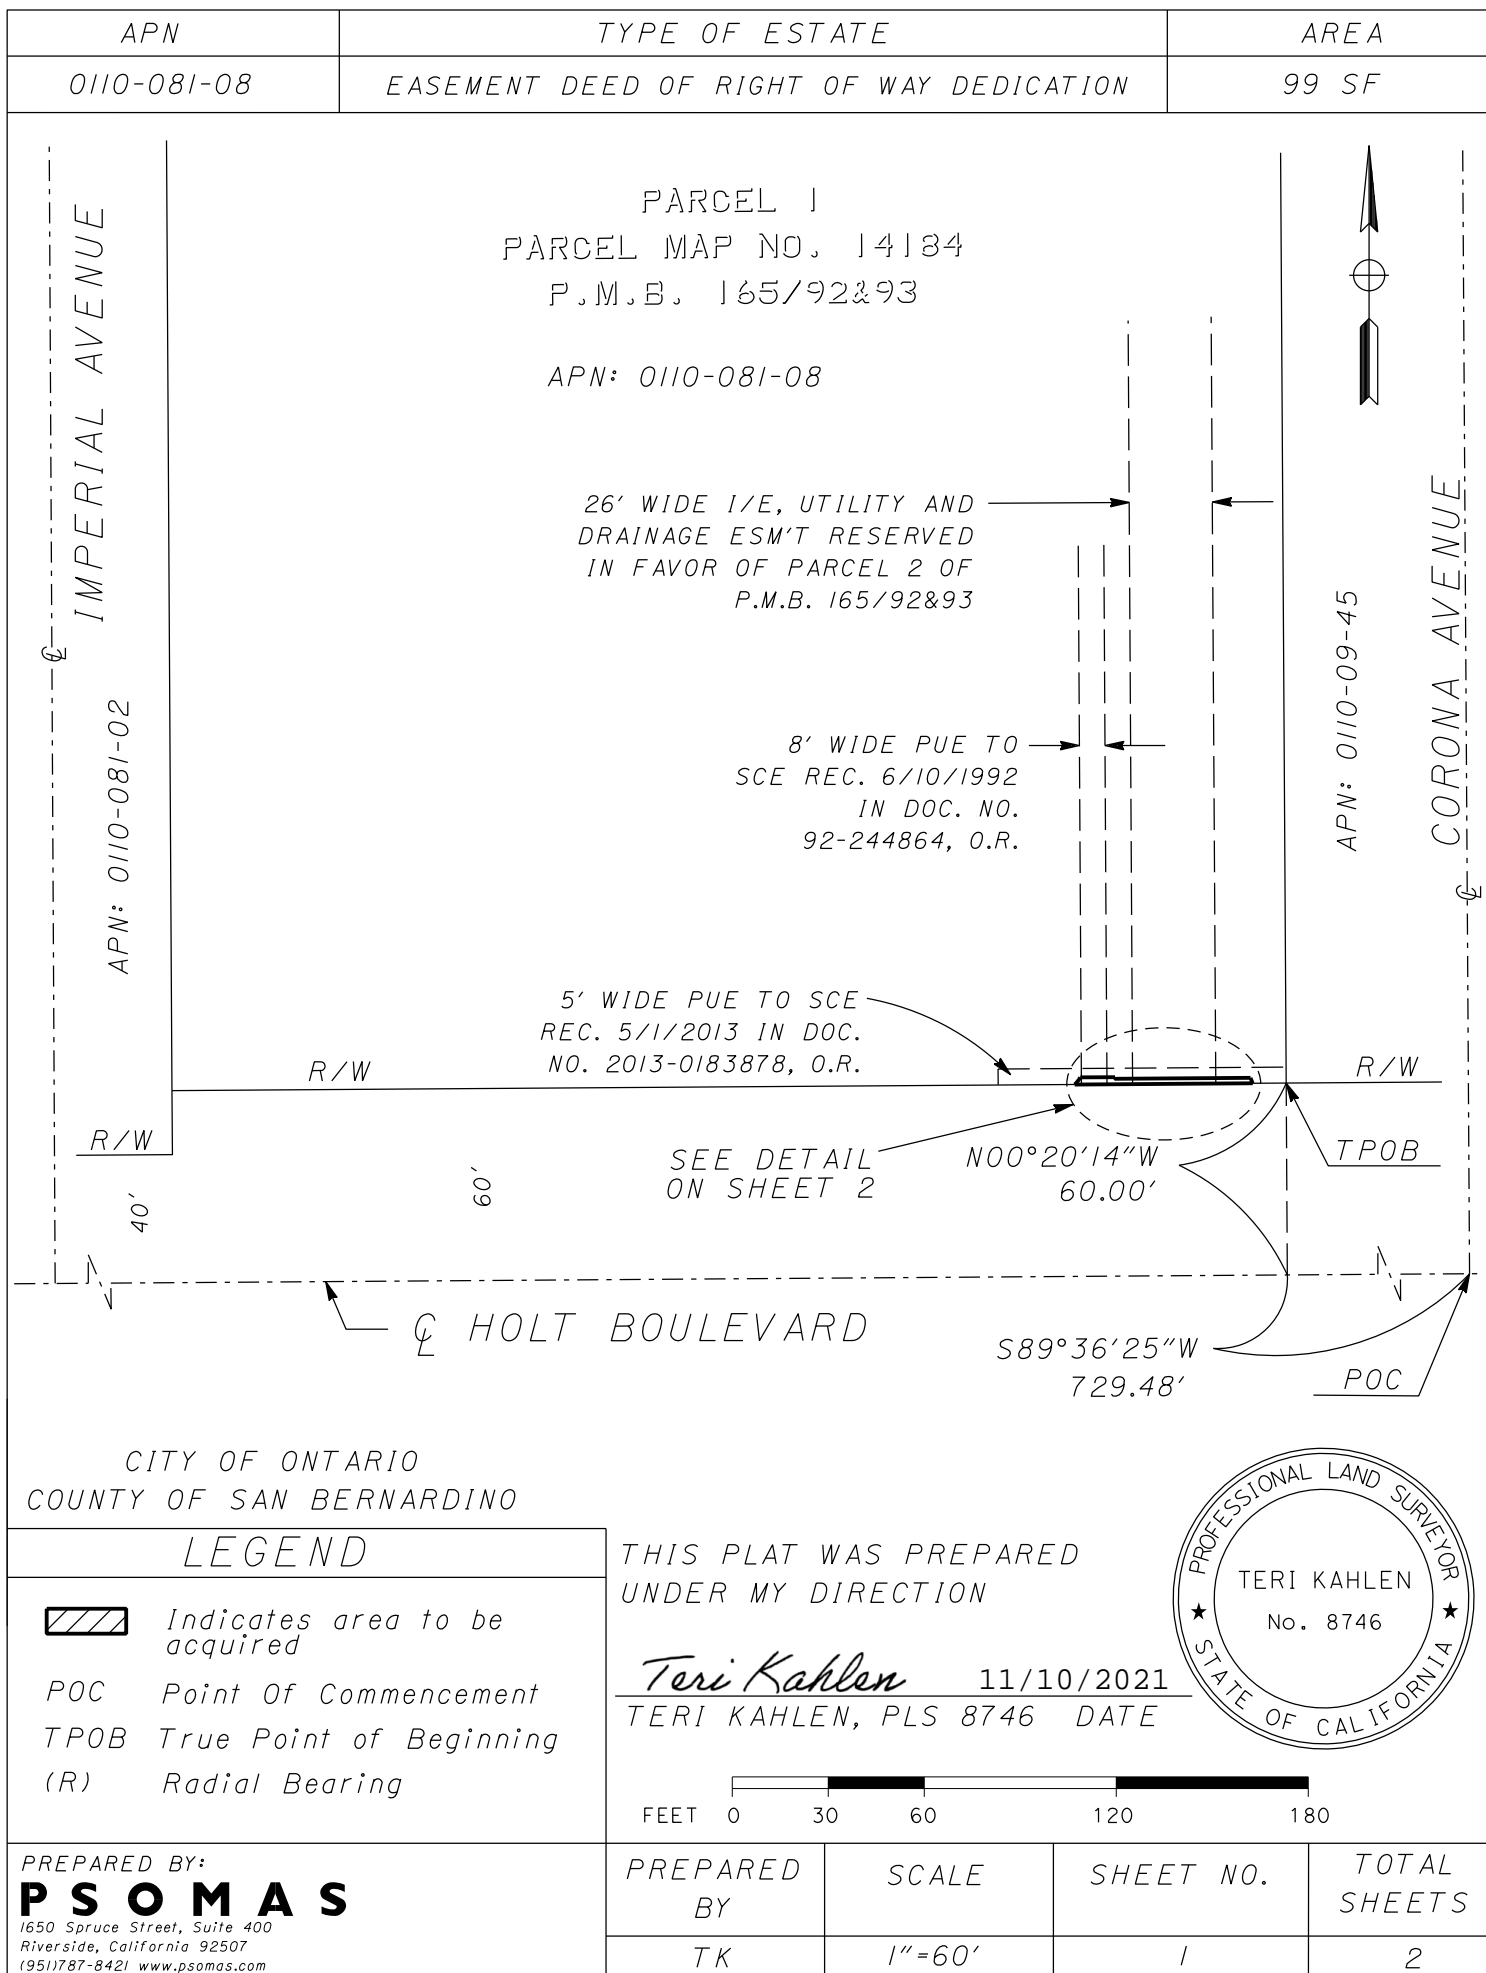 APN TYPE OF ESTATE AREA
0110-081-08 EASEMENT DEED OF RIGHT OF WAY DEDICATION 99 SF
PARCEL 1
PARCEL MAP NO. 14184
P.M.B. 165/92&93
APN: 0110-081-08
IMPERIAL AVENUE
℄
APN: 0110-081-02
26' WIDE I/E, UTILITY AND
DRAINAGE ESM'T RESERVED
IN FAVOR OF PARCEL 2 OF
P.M.B. 165/92&93
8' WIDE PUE TO
SCE REC. 6/10/1992
IN DOC. NO.
92-244864, O.R.
APN: 0110-09-45
CORONA AVENUE
℄
5' WIDE PUE TO SCE
REC. 5/1/2013 IN DOC.
NO. 2013-0183878, O.R.
R/W
R/W
R/W
SEE DETAIL
ON SHEET 2
N00°20'14"W
60.00'
TPOB
40'
60'
℄ HOLT BOULEVARD
S89°36'25"W
729.48'
POC
CITY OF ONTARIO
COUNTY OF SAN BERNARDINO
LEGEND
Indicates area to be
acquired
POC Point Of Commencement
TPOB True Point of Beginning
(R) Radial Bearing
THIS PLAT WAS PREPARED
UNDER MY DIRECTION
Teri Kahlen 11/10/2021
TERI KAHLEN, PLS 8746 DATE
PROFESSIONAL LAND SURVEYOR
TERI KAHLEN
No. 8746
STATE OF CALIFORNIA
FEET 0 30 60 120 180
PREPARED BY:
PSOMAS
1650 Spruce Street, Suite 400
Riverside, California 92507
(951)787-8421 www.psomas.com
PREPARED
BY
SCALE
SHEET NO.
TOTAL
SHEETS
TK 1"=60' 1 2